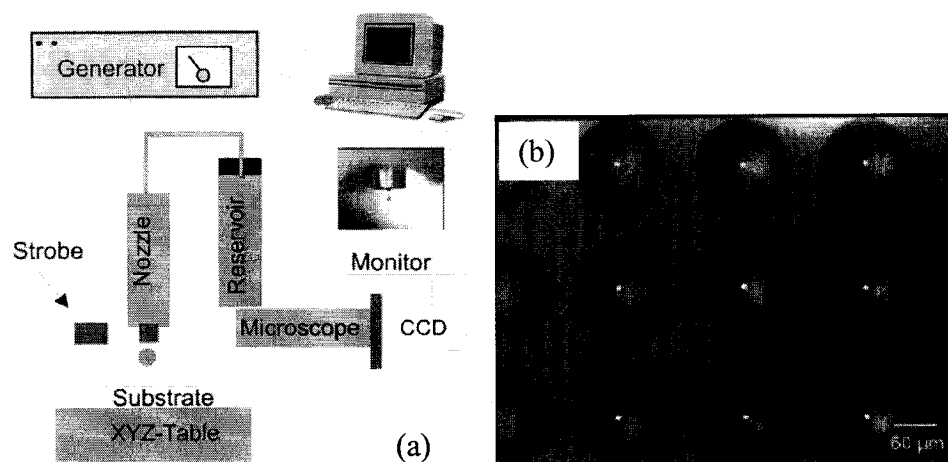 Generator
Nozzle
Reservoir
Strobe
Monitor
Microscope
CCD
Substrate
XYZ-Table
(a)
(b)
60 µm